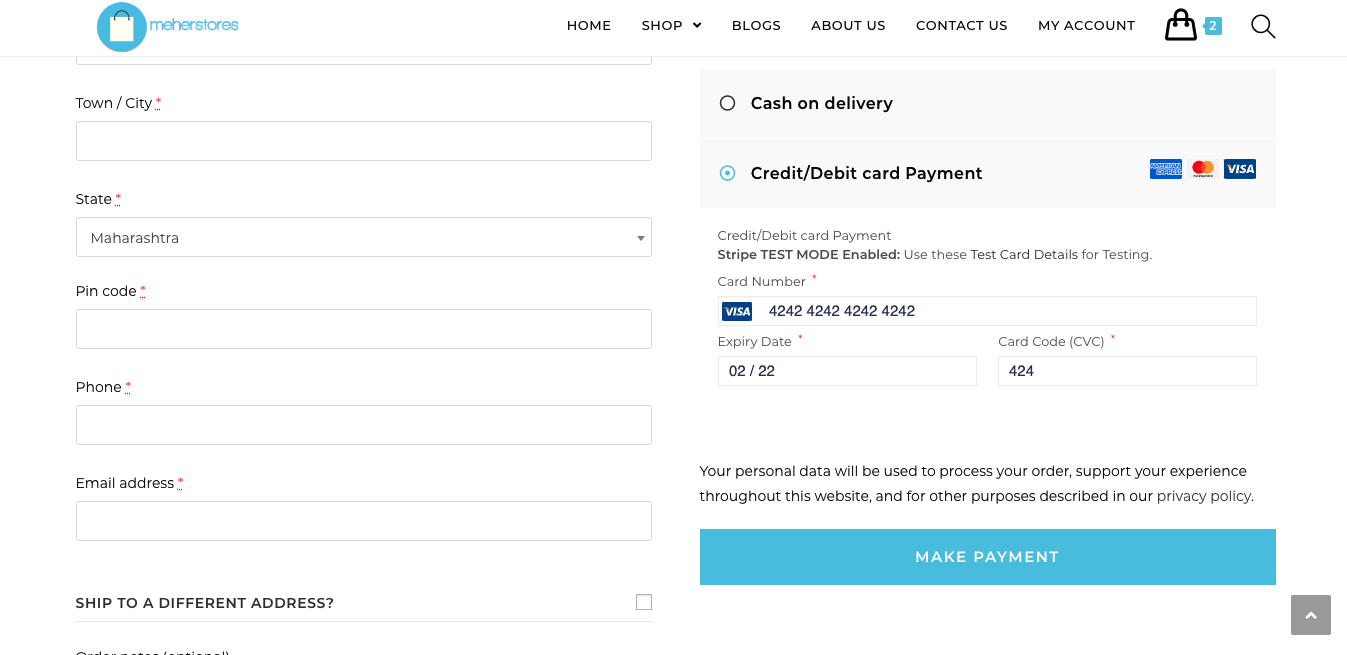 meherstores
HOME SHOP BLOGS ABOUT US CONTACT US MY ACCOUNT 2
Town / City *
State *
Maharashtra
Pin code *
Phone *
Email address *
SHIP TO A DIFFERENT ADDRESS?
Order notes (optional)
Cash on delivery
Credit/Debit card Payment AMERICAN EXPRESS mastercard VISA
Credit/Debit card Payment
Stripe TEST MODE Enabled: Use these Test Card Details for Testing.
Card Number *
VISA 4242 4242 4242 4242
Expiry Date * Card Code (CVC) *
02 / 22 424
Your personal data will be used to process your order, support your experience
throughout this website, and for other purposes described in our privacy policy.
MAKE PAYMENT